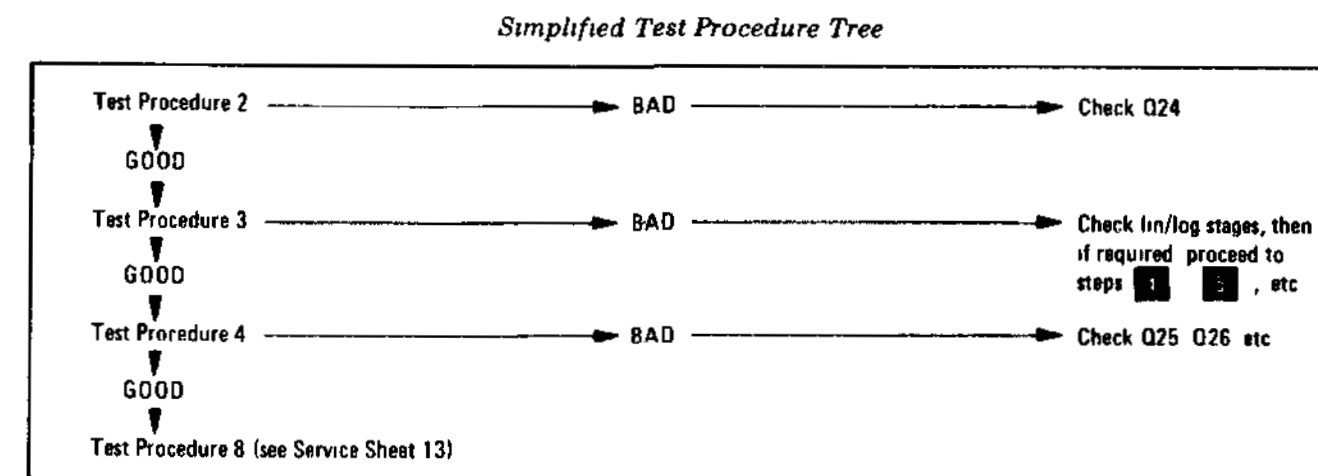 Simplified Test Procedure Tree
Test Procedure 2 BAD Check Q24
GOOD
Test Procedure 3 BAD Check lin/log stages, then
if required proceed to
GOOD
steps 1 , etc
Test Procedure 4 BAD Check Q25 Q26 etc
GOOD
Test Procedure 8 (see Service Sheet 13)